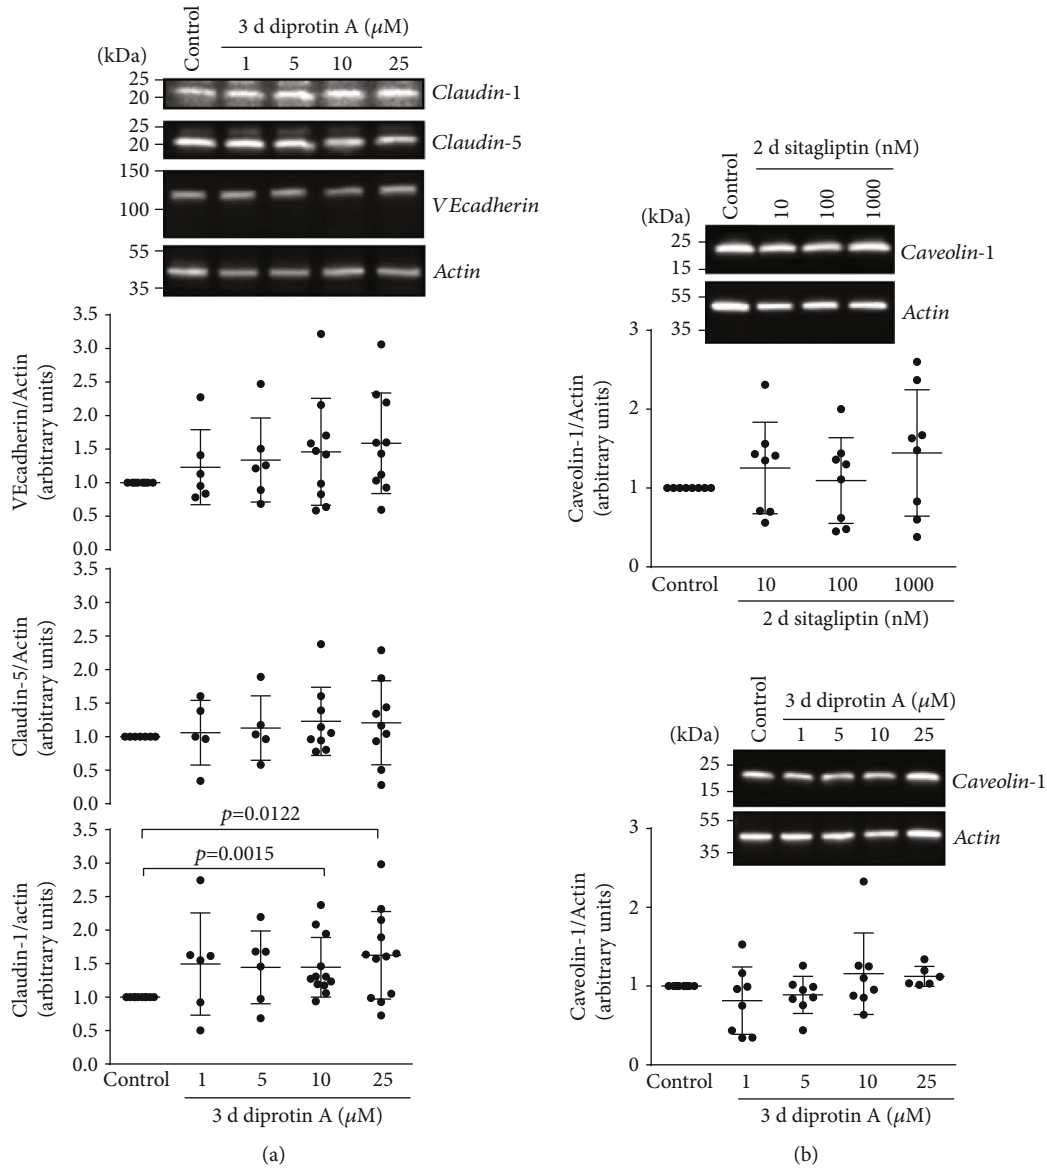 Control
3 d diprotin A (μM)
(kDa)
1 5 10 25
25
20
Claudin-1
25
20
Claudin-5
150
100
VEcadherin
55
35
Actin
VEcadherin/Actin
(arbitrary units)
3.5
3.0
2.5
2.0
1.5
1.0
0.5
0.0
Claudin-5/Actin
(arbitrary units)
3.5
3.0
2.5
2.0
1.5
1.0
0.5
0.0
Claudin-1/actin
(arbitrary units)
3.5
3.0
2.5
2.0
1.5
1.0
0.5
0.0
p=0.0122
p=0.0015
Control 1 5 10 25
3 d diprotin A (μM)
(a)
Control
2 d sitagliptin (nM)
(kDa)
10 100 1000
25
15
Caveolin-1
55
35
Actin
Caveolin-1/Actin
(arbitrary units)
3
2
1
0
Control 10 100 1000
2 d sitagliptin (nM)
Control
3 d diprotin A (μM)
(kDa)
1 5 10 25
25
15
Caveolin-1
55
35
Actin
Caveolin-1/Actin
(arbitrary units)
3
2
1
0
Control 1 5 10 25
3 d diprotin A (μM)
(b)